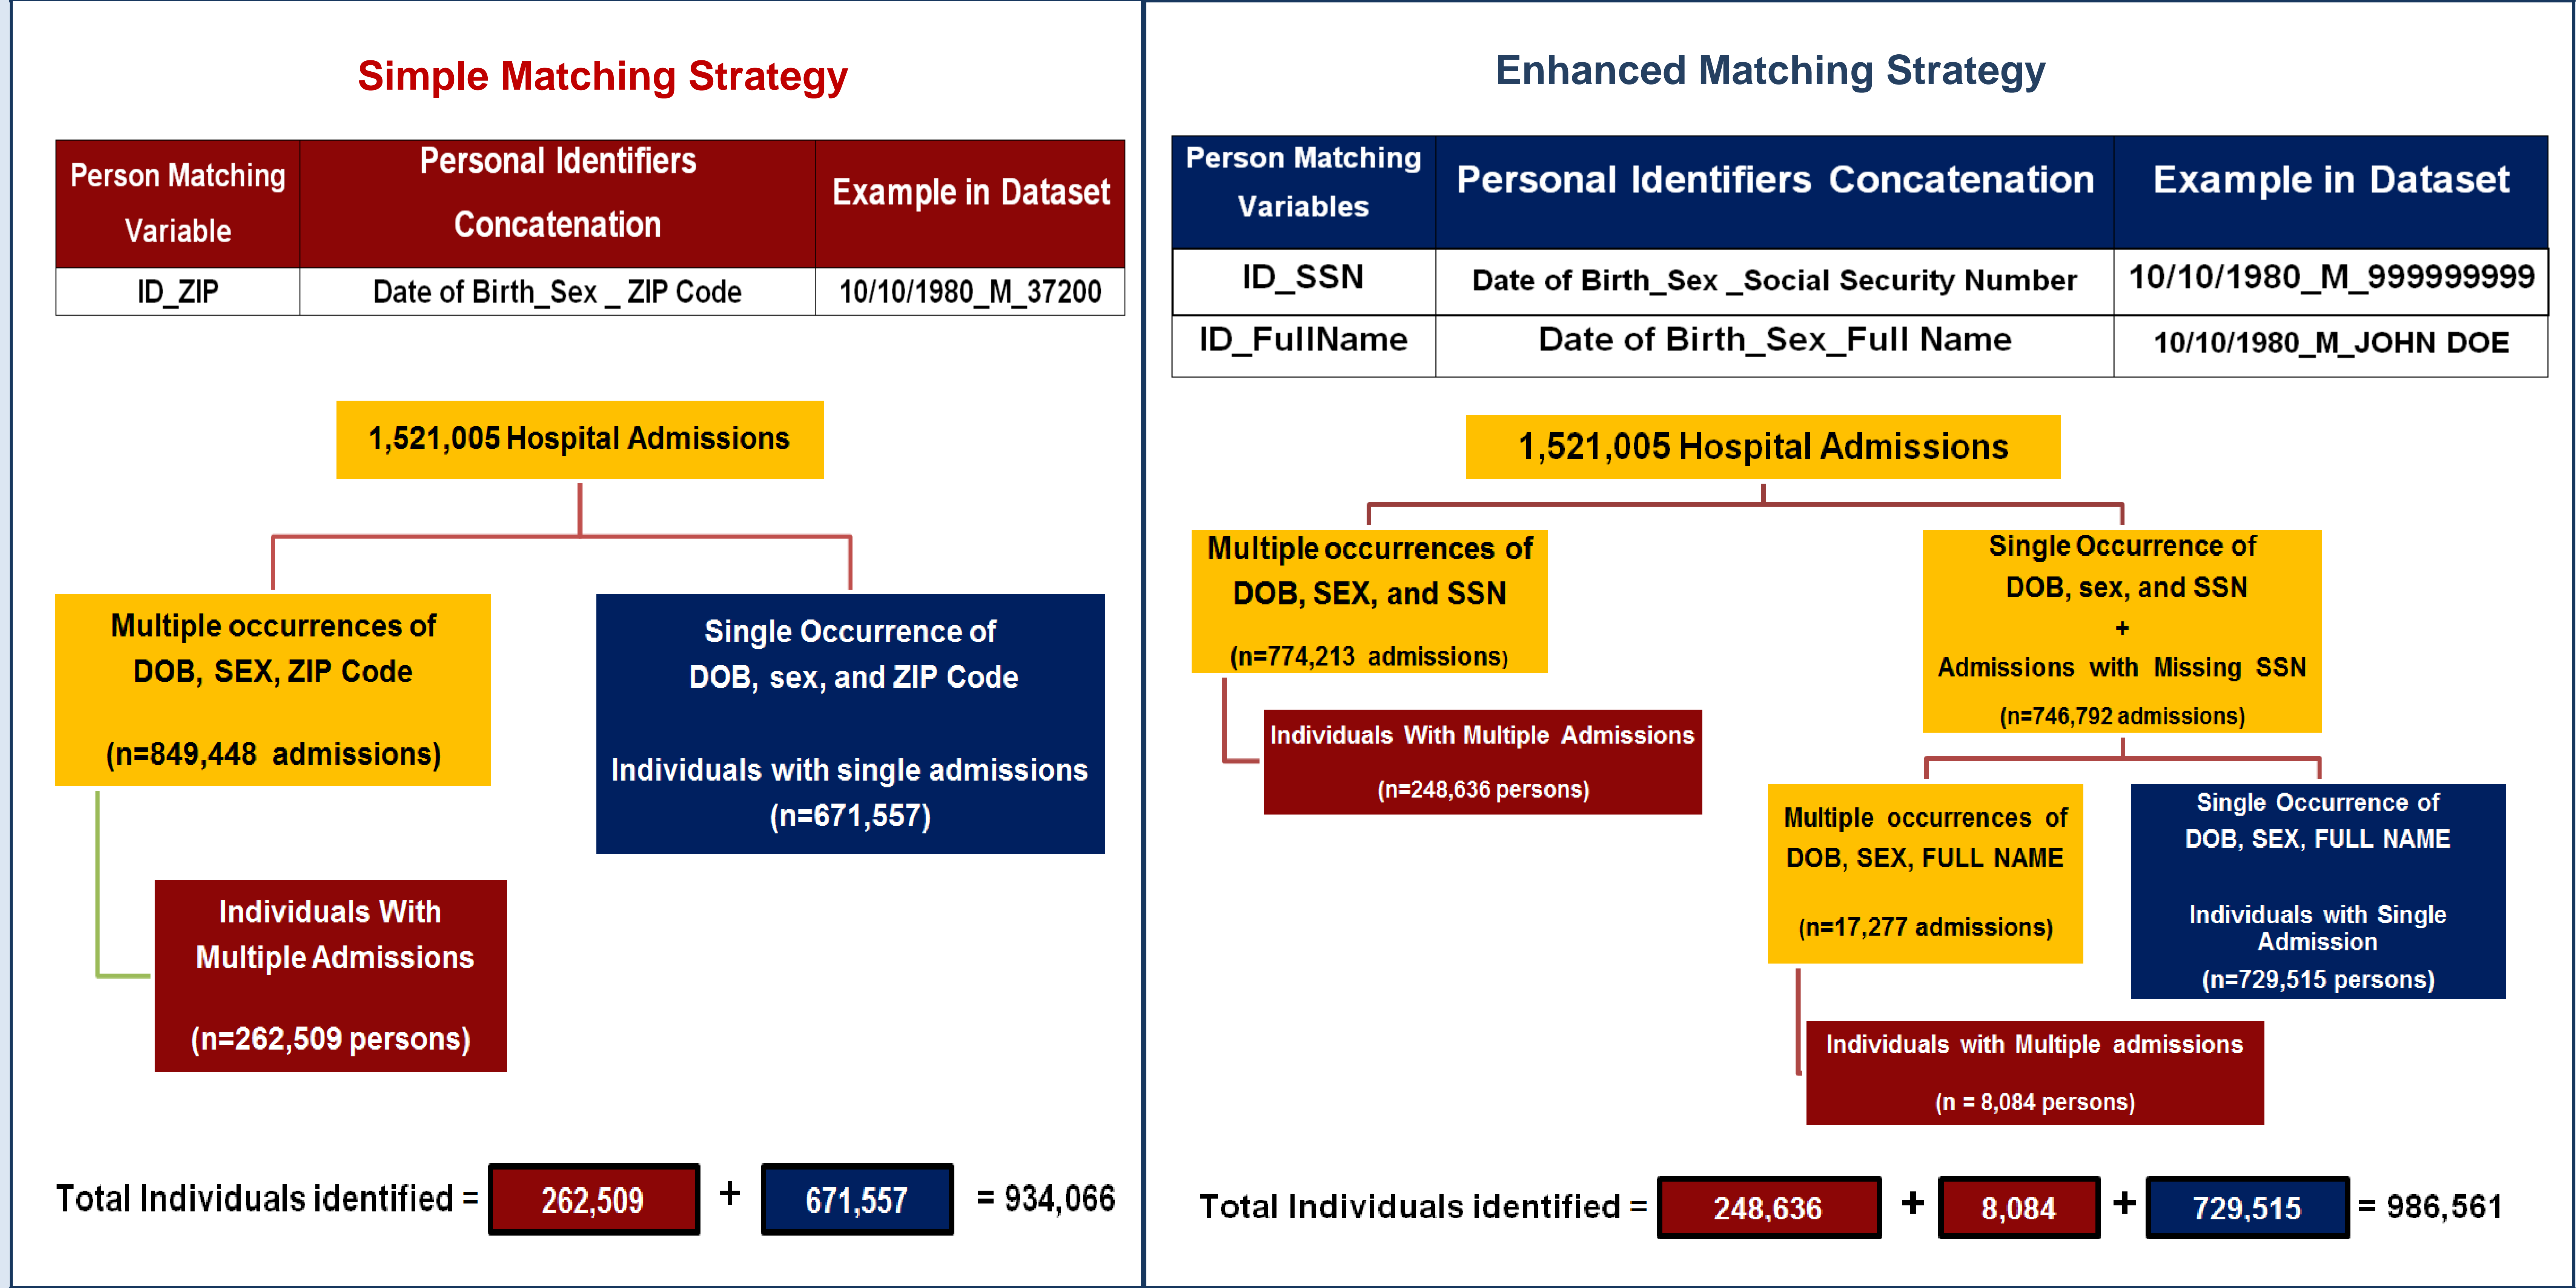 Simple Matching Strategy
Person Matching
Variable
Personal Identifiers
Concatenation
Example in Dataset
ID_ZIP
Date of Birth_Sex _ ZIP Code
10/10/1980_M_37200
1,521,005 Hospital Admissions
Multiple occurrences of
DOB, SEX, ZIP Code
(n=849,448 admissions)
Single Occurrence of
DOB, sex, and ZIP Code
Individuals with single admissions
(n=671,557)
Individuals With
Multiple Admissions
(n=262,509 persons)
Total Individuals identified = 262,509 + 671,557 = 934,066
Enhanced Matching Strategy
Person Matching
Variables
Personal Identifiers Concatenation
Example in Dataset
ID_SSN
Date of Birth_Sex _Social Security Number
10/10/1980_M_999999999
ID_FullName
Date of Birth_Sex_Full Name
10/10/1980_M_JOHN DOE
1,521,005 Hospital Admissions
Multiple occurrences of
DOB, SEX, and SSN
(n=774,213 admissions)
Individuals With Multiple Admissions
(n=248,636 persons)
Single Occurrence of
DOB, sex, and SSN
+
Admissions with Missing SSN
(n=746,792 admissions)
Multiple occurrences of
DOB, SEX, FULL NAME
(n=17,277 admissions)
Single Occurrence of
DOB, SEX, FULL NAME
Individuals with Single
Admission
(n=729,515 persons)
Individuals with Multiple admissions
(n = 8,084 persons)
Total Individuals identified = 248,636 + 8,084 + 729,515 = 986,561